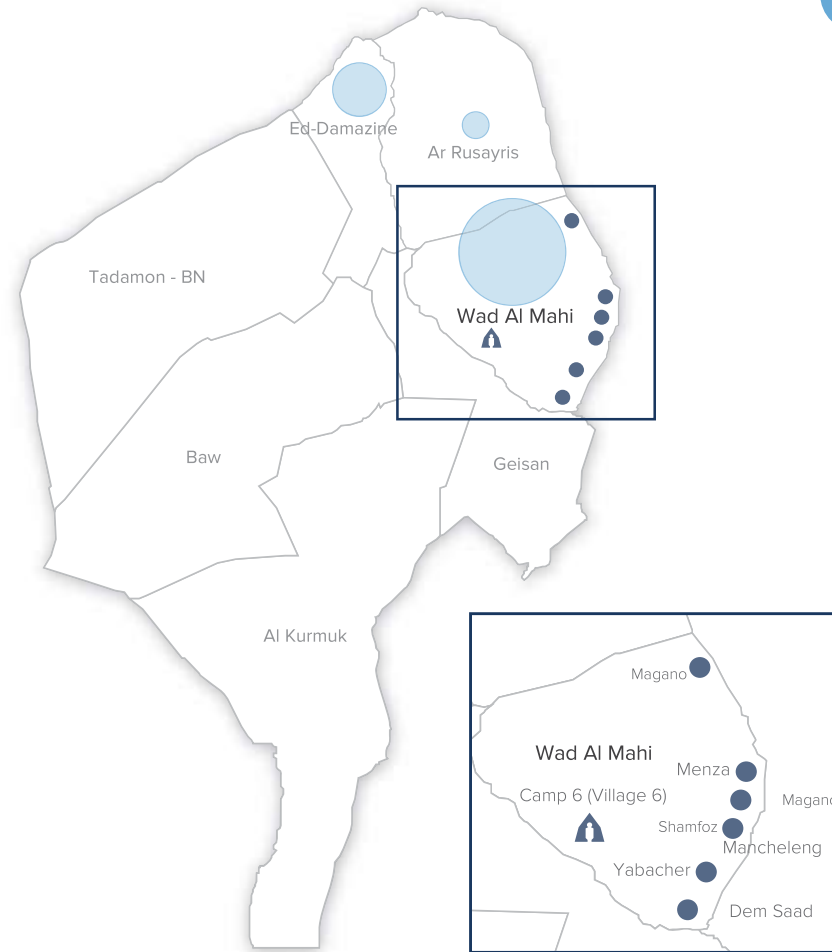 Ed-Damazine
Ar Rusayris
Tadamon - BN
Wad Al Mahi
Baw
Geisan
Al Kurmuk
Magano
Wad Al Mahi
Menza
Camp 6 (Village 6)
Magano
Shamfoz
Mancheleng
Yabacher
Dem Saad